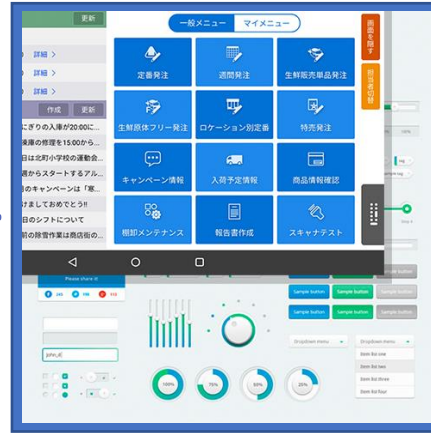 更新
一般メニュー マイメニュー
画面を隠す
詳細 >
詳細 >
詳細 >
定番発注
週間発注
生鮮販売単品発注
担当者切替
作成 更新
にぎりの入庫が20:00に...
凍庫の修理を15:00から...
日は北町小学校の運動会...
週からスタートするアル...
月のキャンペーンは「寒...
けましておめでとう!!
日のシフトについて
前の除雪作業は商店街の...
生鮮原体フリー発注
ロケーション別定番
特売発注
キャンペーン情報
入荷予定情報
商品情報確認
棚卸メンテナンス
報告書作成
スキャナテスト
Please share it!
Sample button Sample button Sample button
Sample button Sample button Sample button
Sample button
john_d
100%
75%
50%
25%
Dropdown menu
Dropdown menu
Item list one
Item list two
Item list three
Item list four